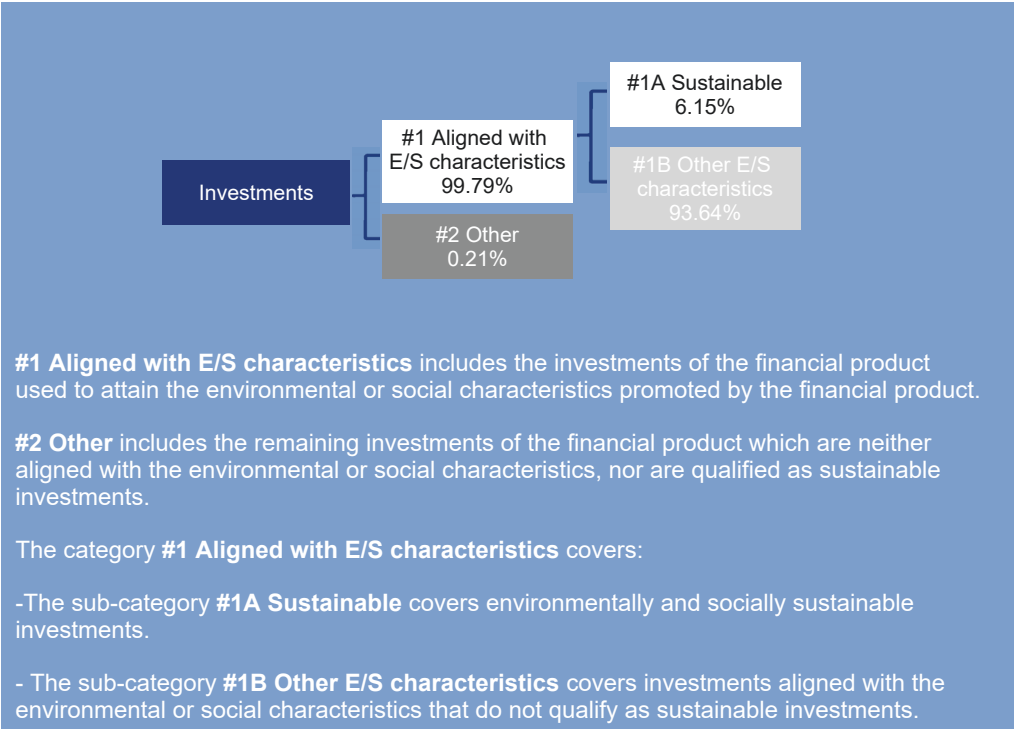 Investments
#1 Aligned with
E/S characteristics
99.79%
#2 Other
0.21%
#1A Sustainable
6.15%
#1B Other E/S
characteristics
93.64%
#1 Aligned with E/S characteristics includes the investments of the financial product
used to attain the environmental or social characteristics promoted by the financial product.
#2 Other includes the remaining investments of the financial product which are neither
aligned with the environmental or social characteristics, nor are qualified as sustainable
investments.
The category #1 Aligned with E/S characteristics covers:
-The sub-category #1A Sustainable covers environmentally and socially sustainable
investments.
- The sub-category #1B Other E/S characteristics covers investments aligned with the
environmental or social characteristics that do not qualify as sustainable investments.